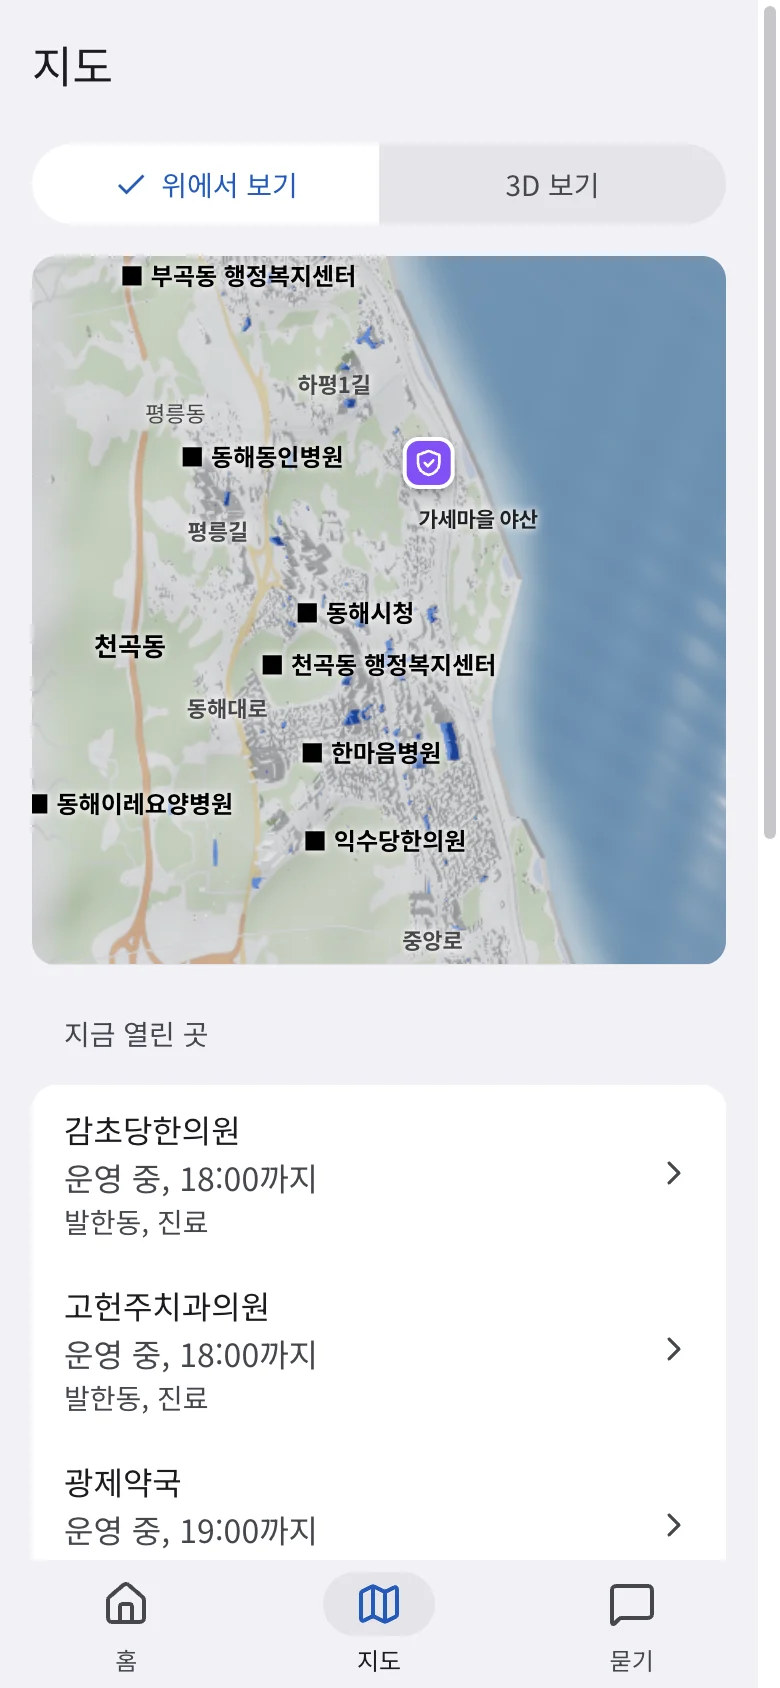 지도
위에서 보기
3D 보기
부곡동 행정복지센터
하평1길
평릉동
동해동인병원
가세마을 야산
평릉길
동해시청
천곡동
천곡동 행정복지센터
동해대로
한마음병원
동해이레요양병원
익수당한의원
중앙로
지금 열린 곳
감초당한의원
운영 중, 18:00까지
발한동, 진료
고헌주치과의원
운영 중, 18:00까지
발한동, 진료
광제약국
운영 중, 19:00까지
홈
지도
묻기